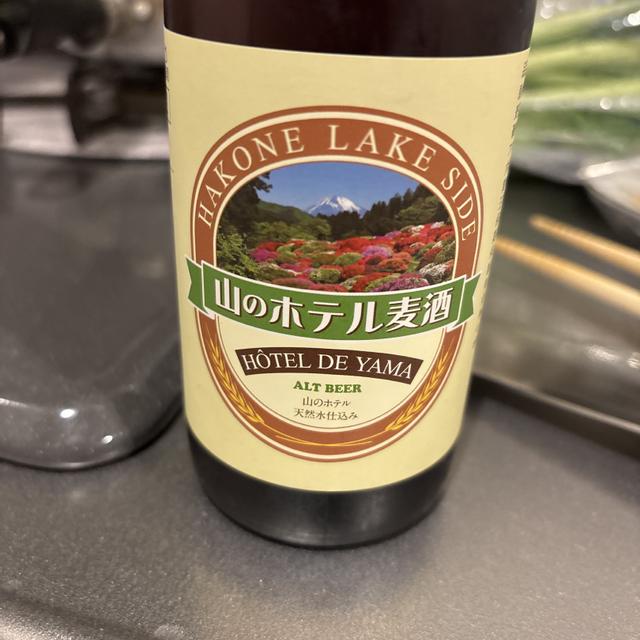 HAKONE LAKE SIDE
山のホテル麦酒
HÔTEL DE YAMA
ALT BEER
山のホテル
天然水仕込み